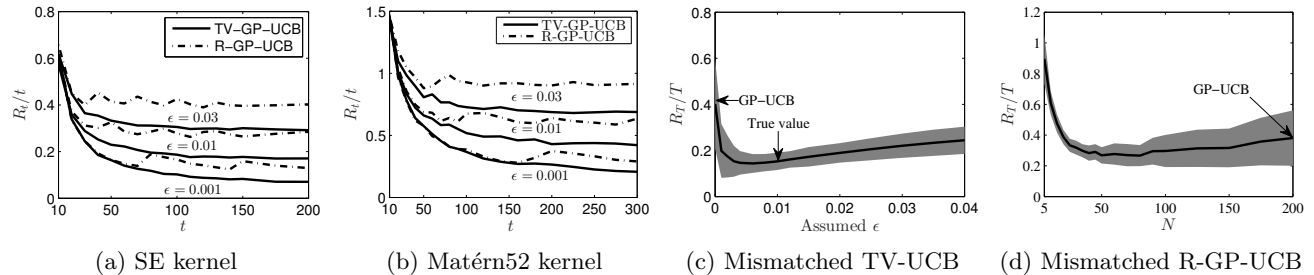 0.8
0.6
0.4
0.2
0
R_t/t
TV-GP-UCB
R-GP-UCB
ϵ = 0.03
ϵ = 0.01
ϵ = 0.001
10 50 100 150 200
t
(a) SE kernel
1.5
1.0
0.5
0
R_t/t
TV-GP-UCB
R-GP-UCB
ϵ = 0.03
ϵ = 0.01
ϵ = 0.001
10 50 100 150 200 250 300
t
(b) Matérn52 kernel
0.8
0.6
0.4
0.2
0
R_T/T
GP-UCB
True value
0 0.01 0.02 0.03 0.04
Assumed ϵ
(c) Mismatched TV-UCB
1.2
1
0.8
0.6
0.4
0.2
0
R_T/T
GP-UCB
5 50 100 150 200
N
(d) Mismatched R-GP-UCB